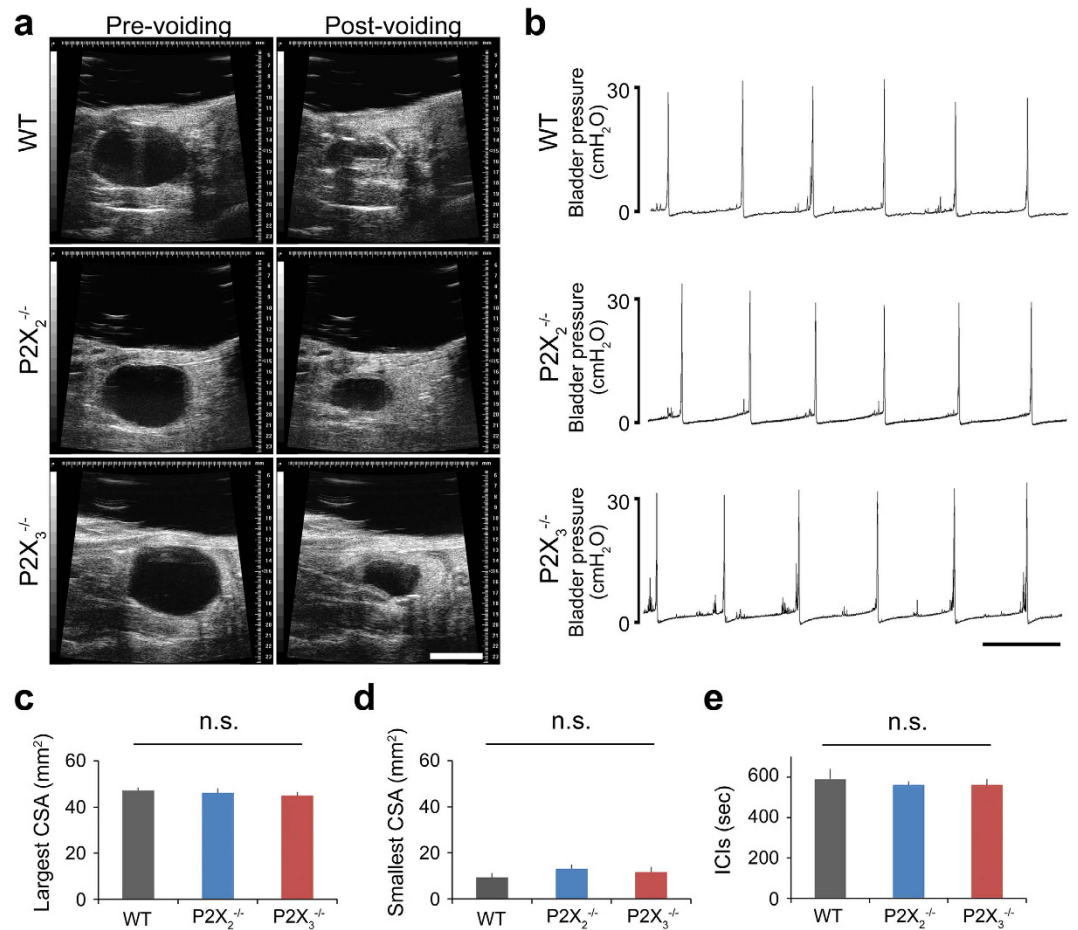 a
Pre-voiding Post-voiding
WT
P2X2 -/-
P2X3 -/-
b
WT
Bladder pressure
(cmH2O)
30
0
P2X2 -/-
Bladder pressure
(cmH2O)
30
0
P2X3 -/-
Bladder pressure
(cmH2O)
30
0
c
n.s.
Largest CSA (mm²)
60
40
20
0
WT P2X2-/- P2X3-/-
d
n.s.
Smallest CSA (mm²)
60
40
20
0
WT P2X2-/- P2X3-/-
e
n.s.
ICIs (sec)
600
400
200
0
WT P2X2-/- P2X3-/-